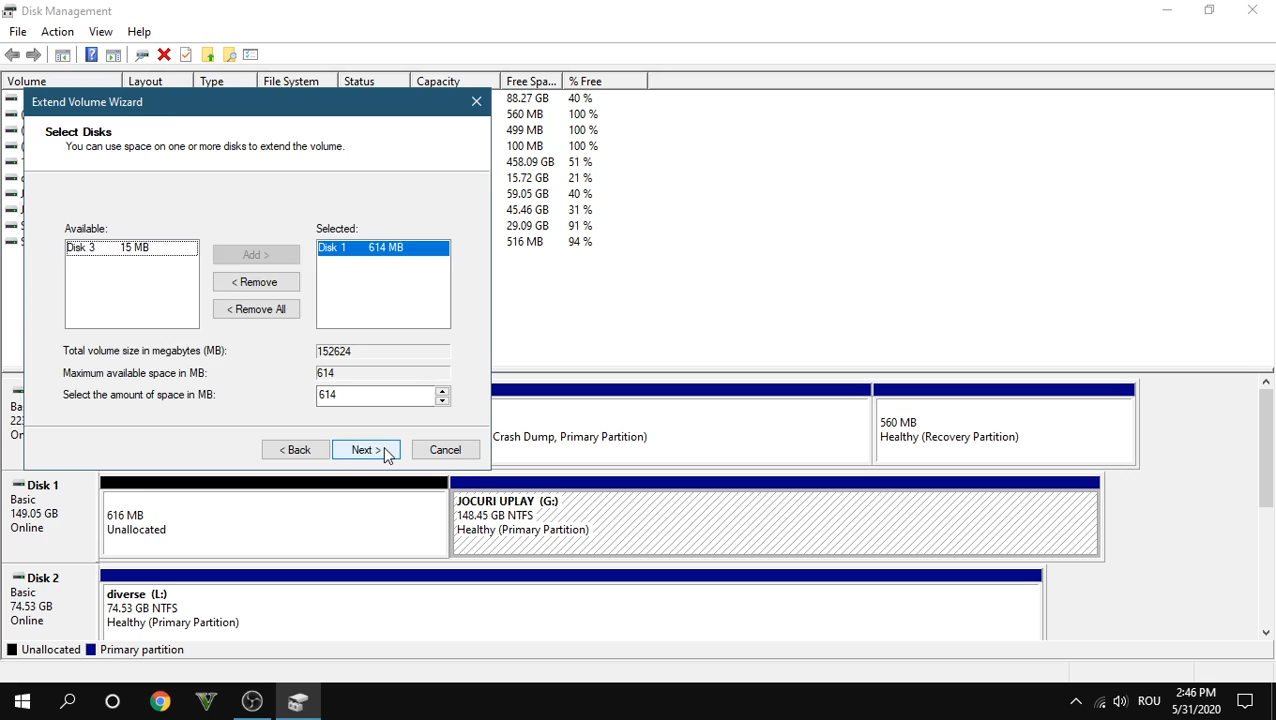 Disk Management
File Action View Help
Volume Layout Type File System Status Capacity Free Spa... % Free
88.27 GB 40 %
560 MB 100 %
499 MB 100 %
100 MB 100 %
458.09 GB 51 %
15.72 GB 21 %
59.05 GB 40 %
45.46 GB 31 %
29.09 GB 91 %
516 MB 94 %
Extend Volume Wizard
Select Disks
You can use space on one or more disks to extend the volume.
Available:
Disk 3 15 MB
Add >
< Remove
< Remove All
Selected:
Disk 1 614 MB
Total volume size in megabytes (MB): 152624
Maximum available space in MB: 614
Select the amount of space in MB: 614
< Back Next > Cancel
Crash Dump, Primary Partition)
560 MB
Healthy (Recovery Partition)
Disk 1
Basic
149.05 GB
Online
616 MB
Unallocated
JOCURI UPLAY (G:)
148.45 GB NTFS
Healthy (Primary Partition)
Disk 2
Basic
74.53 GB
Online
diverse (L:)
74.53 GB NTFS
Healthy (Primary Partition)
Unallocated Primary partition
ROU
2:46 PM
5/31/2020